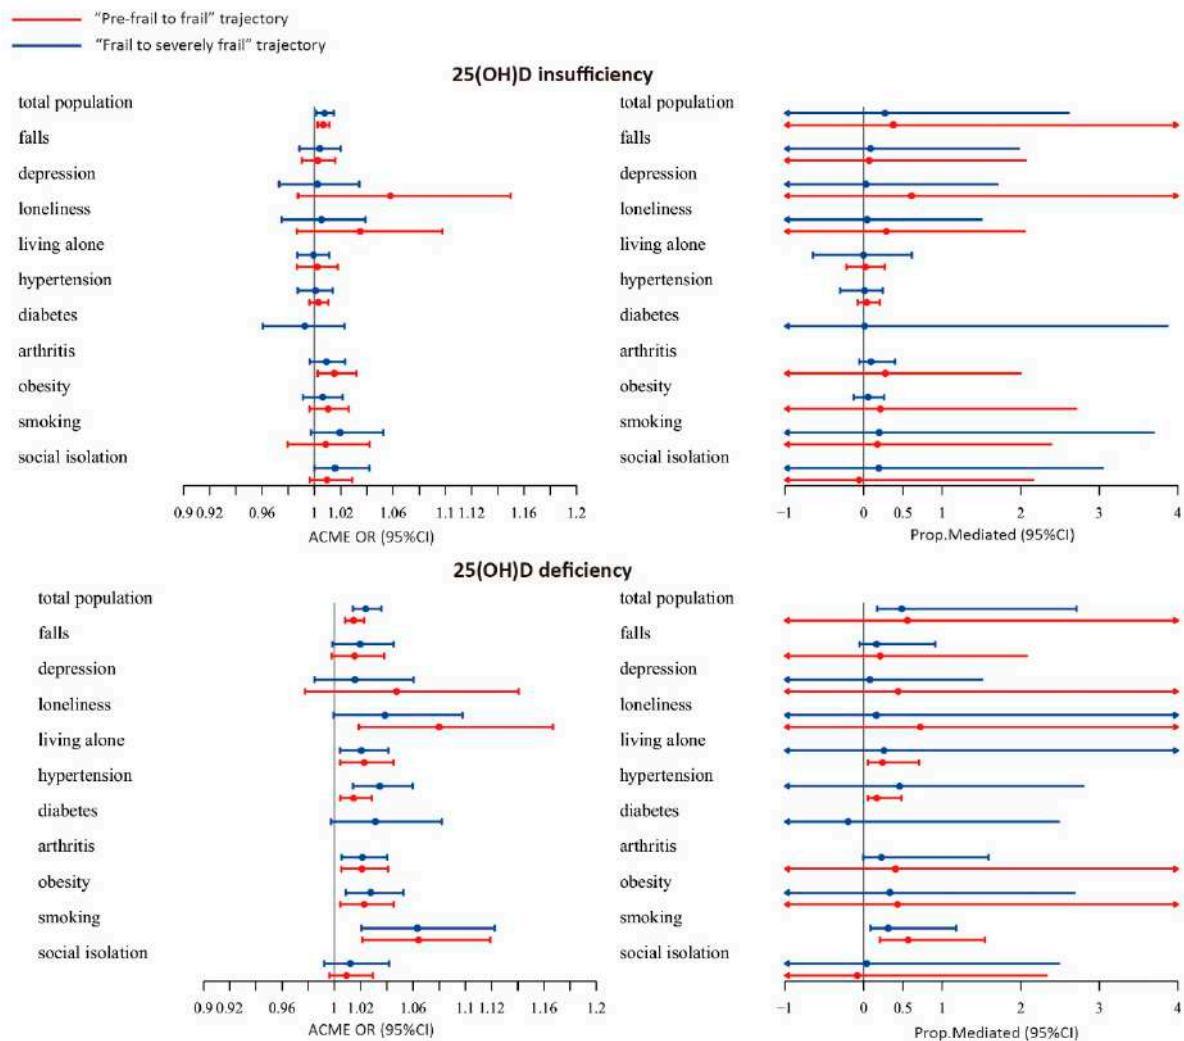 "Pre-frail to frail" trajectory
"Frail to severely frail" trajectory
25(OH)D insufficiency
total population
falls
depression
loneliness
living alone
hypertension
diabetes
arthritis
obesity
smoking
social isolation
0.9 0.92 0.96 1 1.02 1.06 1.1 1.12 1.16 1.2
ACME OR (95%CI)
total population
falls
depression
loneliness
living alone
hypertension
diabetes
arthritis
obesity
smoking
social isolation
−1 0 0.5 1 2 3 4
Prop.Mediated (95%CI)
25(OH)D deficiency
total population
falls
depression
loneliness
living alone
hypertension
diabetes
arthritis
obesity
smoking
social isolation
0.9 0.92 0.96 1 1.02 1.06 1.1 1.12 1.16 1.2
ACME OR (95%CI)
total population
falls
depression
loneliness
living alone
hypertension
diabetes
arthritis
obesity
smoking
social isolation
−1 0 0.5 1 2 3 4
Prop.Mediated (95%CI)